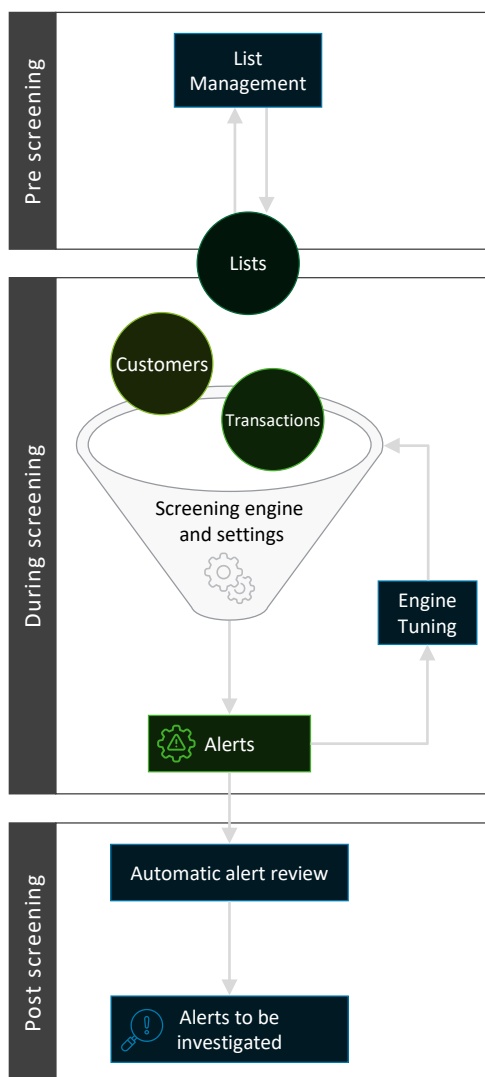 Pre screening
List
Management
Lists
During screening
Customers
Transactions
Screening engine
and settings
Engine
Tuning
Alerts
Post screening
Automatic alert review
Alerts to be
investigated